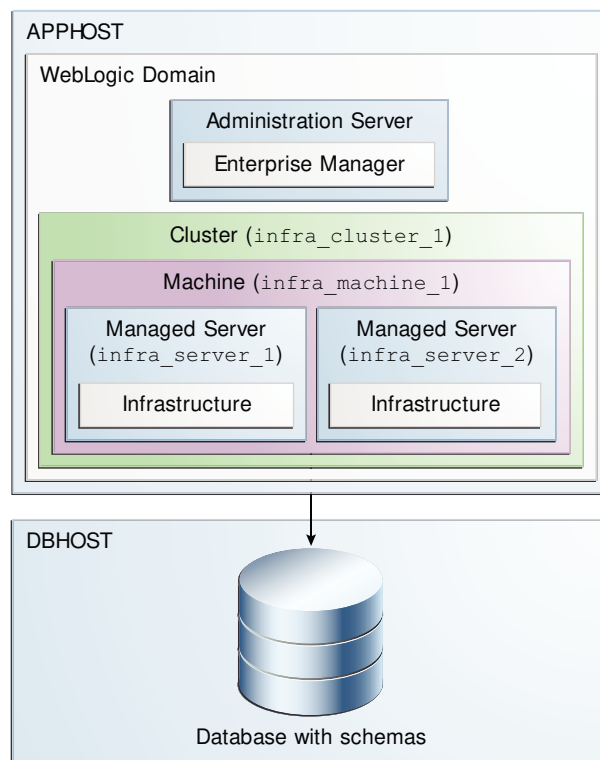 APPHOST
WebLogic Domain
Administration Server
Enterprise Manager
Cluster (infra_cluster_1)
Machine (infra_machine_1)
Managed Server
(infra_server_1)
Infrastructure
Managed Server
(infra_server_2)
Infrastructure
DBHOST
Database with schemas